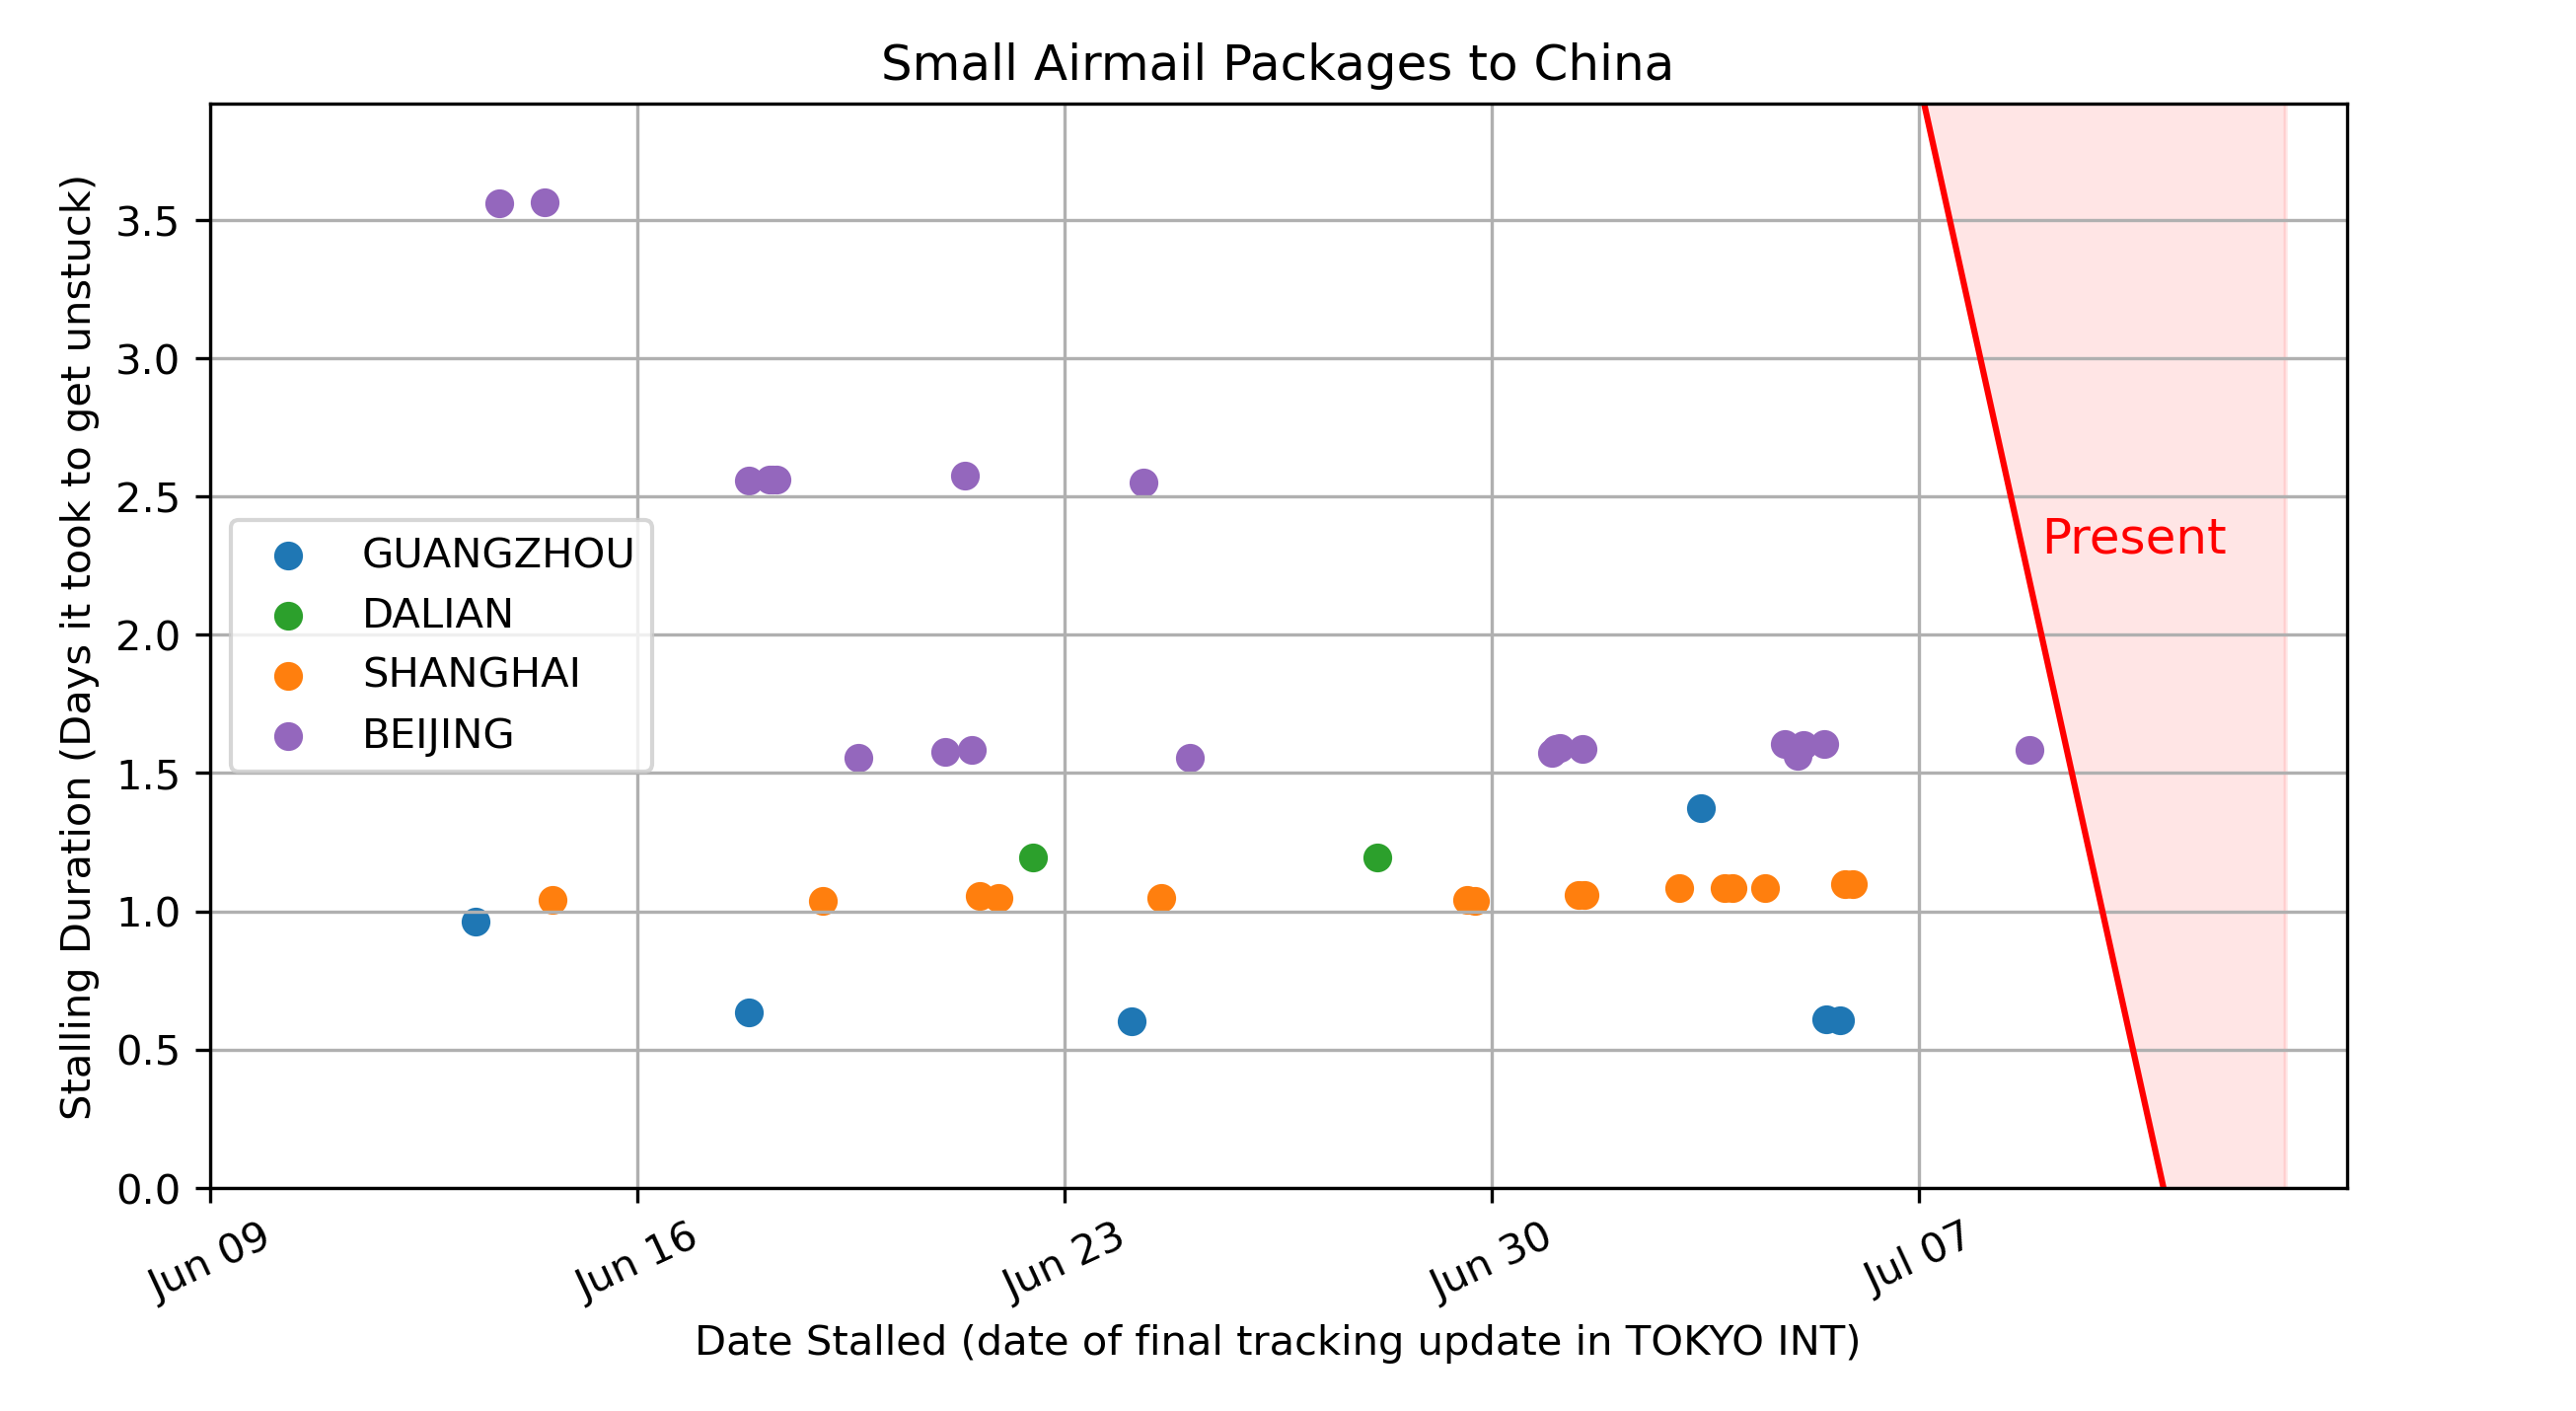 Small Airmail Packages to China
Stalling Duration (Days it took to get unstuck)
3.5
3.0
2.5
2.0
1.5
1.0
0.5
0.0
GUANGZHOU
DALIAN
SHANGHAI
BEIJING
Present
Jun 09
Jun 16
Jun 23
Jun 30
Jul 07
Date Stalled (date of final tracking update in TOKYO INT)